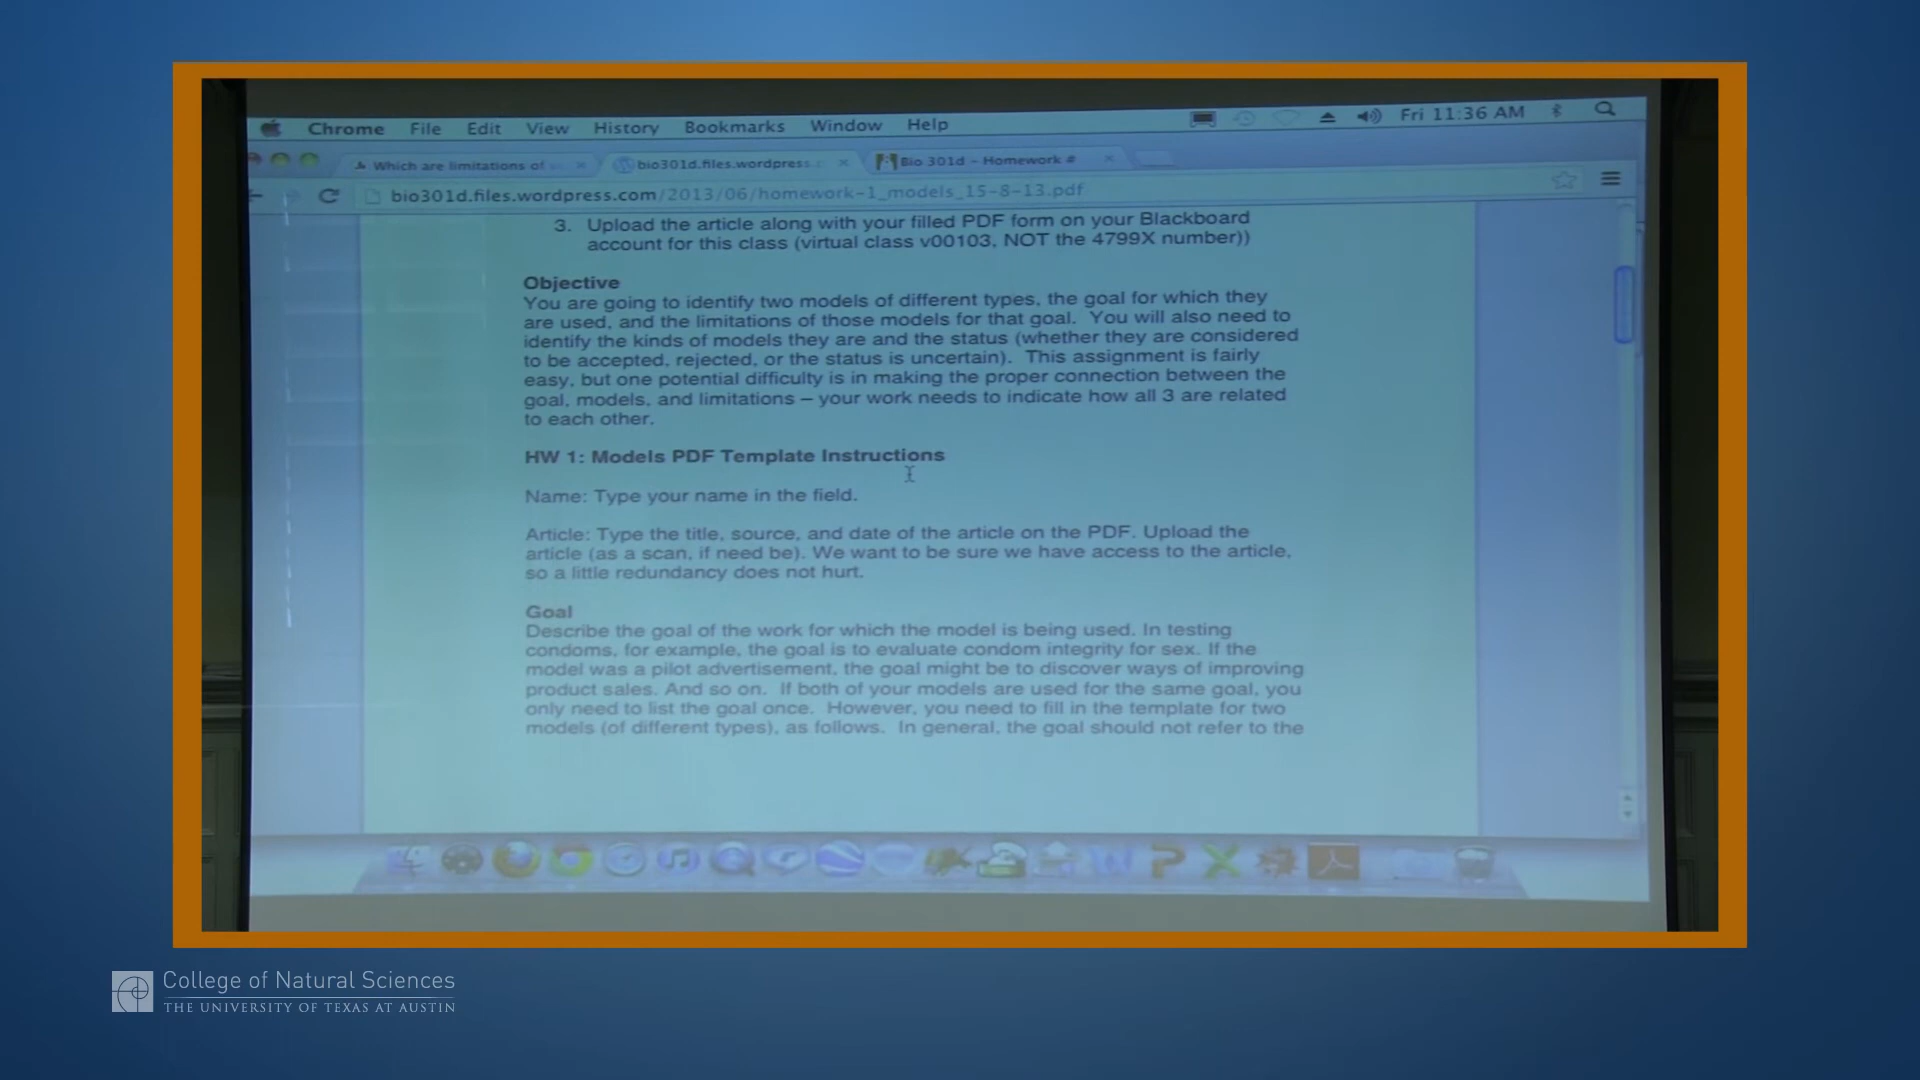 Chrome File Edit View History Bookmarks Window Help Fri 11:36 AM
Which are limitations of
bio301d.files.wordpress.
Bio 301d – Homework #
bio301d.files.wordpress.com/2013/06/homework-1_models_15-8-13.pdf
3. Upload the article along with your filled PDF form on your Blackboard
account for this class (virtual class v00103, NOT the 4799X number))
Objective
You are going to identify two models of different types, the goal for which they
are used, and the limitations of those models for that goal. You will also need to
identify the kinds of models they are and the status (whether they are considered
to be accepted, rejected, or the status is uncertain). This assignment is fairly
easy, but one potential difficulty is in making the proper connection between the
goal, models, and limitations – your work needs to indicate how all 3 are related
to each other.
HW 1: Models PDF Template Instructions
Name: Type your name in the field.
Article: Type the title, source, and date of the article on the PDF. Upload the
article (as a scan, if need be). We want to be sure we have access to the article,
so a little redundancy does not hurt.
Goal
Describe the goal of the work for which the model is being used. In testing
condoms, for example, the goal is to evaluate condom integrity for sex. If the
model was a pilot advertisement, the goal might be to discover ways of improving
product sales. And so on. If both of your models are used for the same goal, you
only need to list the goal once. However, you need to fill in the template for two
models (of different types), as follows. In general, the goal should not refer to the
College of Natural Sciences
THE UNIVERSITY OF TEXAS AT AUSTIN